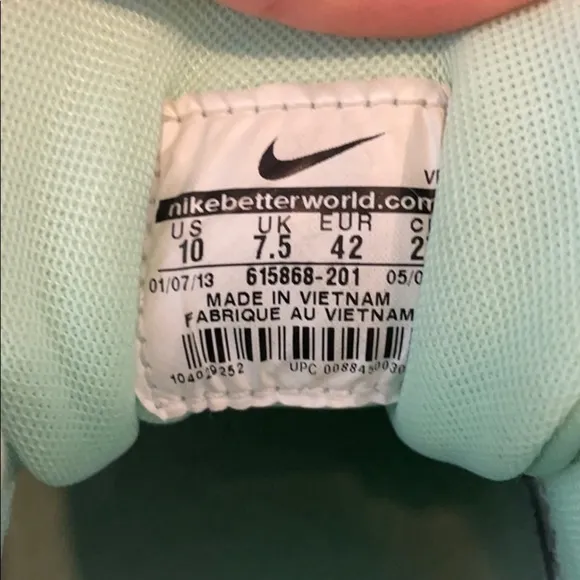 nikebetterworld.com
US UK EUR
10 7.5 42
01/07/13 615868-201
MADE IN VIETNAM
FABRIQUE AU VIETNAM
UPC